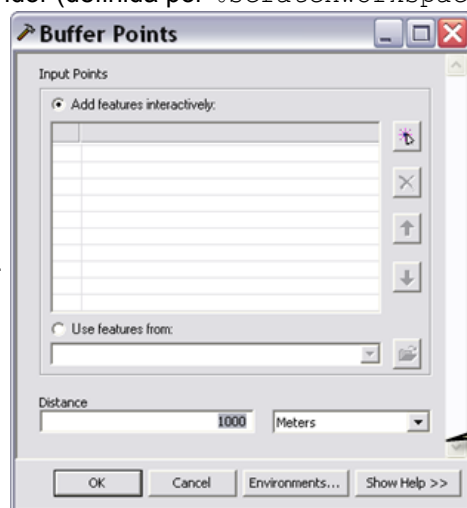 (definida por %scratchworkspac
Buffer Points
Input Points
Add features interactively:
Use features from:
Distance
1000 Meters
OK Cancel Environments... Show Help >>